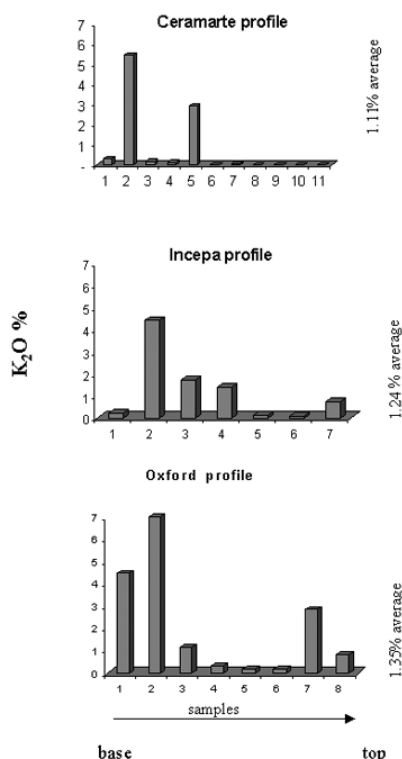 Ceramarte profile
7
6
5
4
3
2
1
-
1 2 3 4 5 6 7 8 9 10 11
1.11% average
Incepa profile
7
6
5
4
3
2
1
0
1 2 3 4 5 6 7
1.24 % average
K₂O %
Oxford profile
7
6
5
4
3
2
1
0
1 2 3 4 5 6 7 8
1.35% average
samples
base top